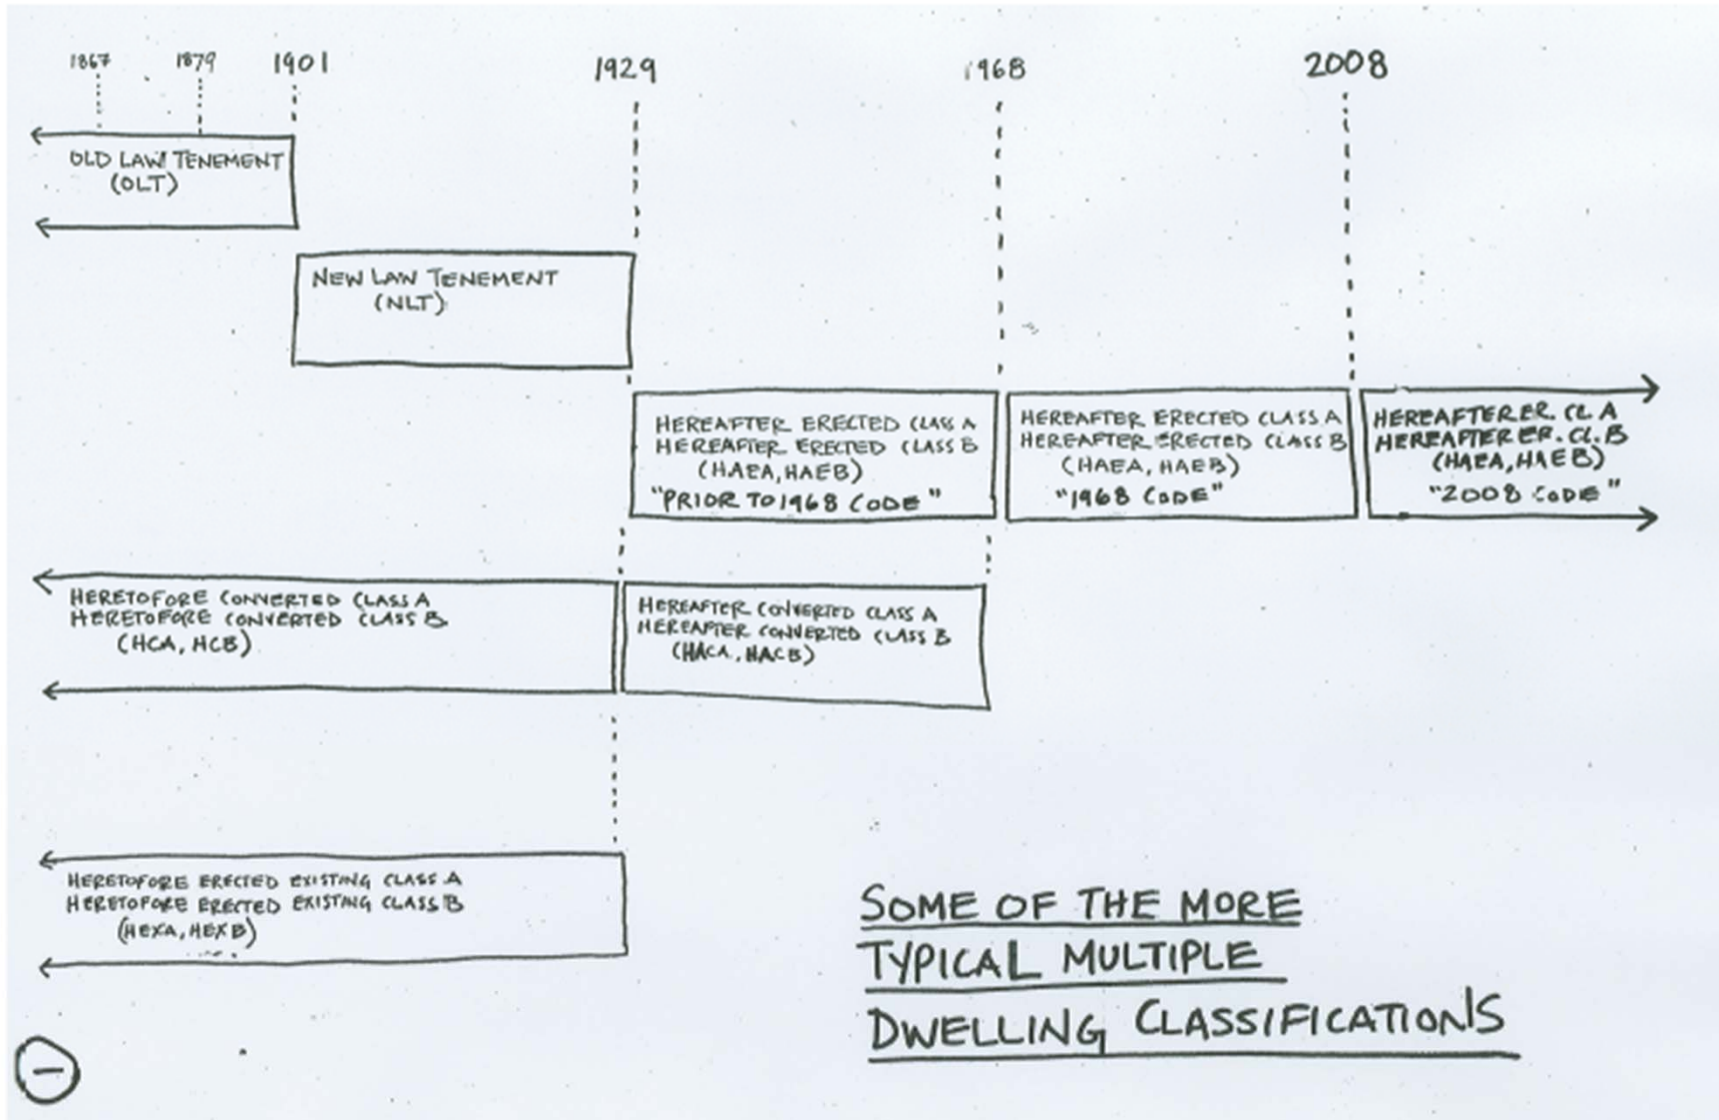 1867 1879 1901 1929 1968 2008
OLD LAW TENEMENT
(OLT)
NEW LAW TENEMENT
(NLT)
HEREAFTER ERECTED CLASS A
HEREAFTER ERECTED CLASS B
(HAEA, HAEB)
"PRIOR TO 1968 CODE"
HEREAFTER ERECTED CLASS A
HEREAFTER ERECTED CLASS B
(HAEA, HAEB)
"1968 CODE"
HEREAFTER ER. CL. A
HEREAFTER ER. CL. B
(HAEA, HAEB)
"2008 CODE"
HERETOFORE CONVERTED CLASS A
HERETOFORE CONVERTED CLASS B
(HCA, HCB)
HEREAFTER CONVERTED CLASS A
HEREAFTER CONVERTED CLASS B
(HACA, HACB)
HERETOFORE ERECTED EXISTING CLASS A
HERETOFORE ERECTED EXISTING CLASS B
(HEXA, HEXB)
SOME OF THE MORE
TYPICAL MULTIPLE
DWELLING CLASSIFICATIONS